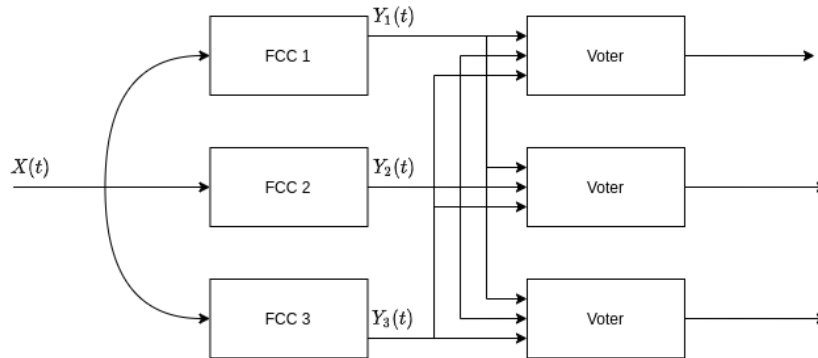 Y₁(t)
FCC 1
Voter
X(t)
Y₂(t)
FCC 2
Voter
Y₃(t)
FCC 3
Voter